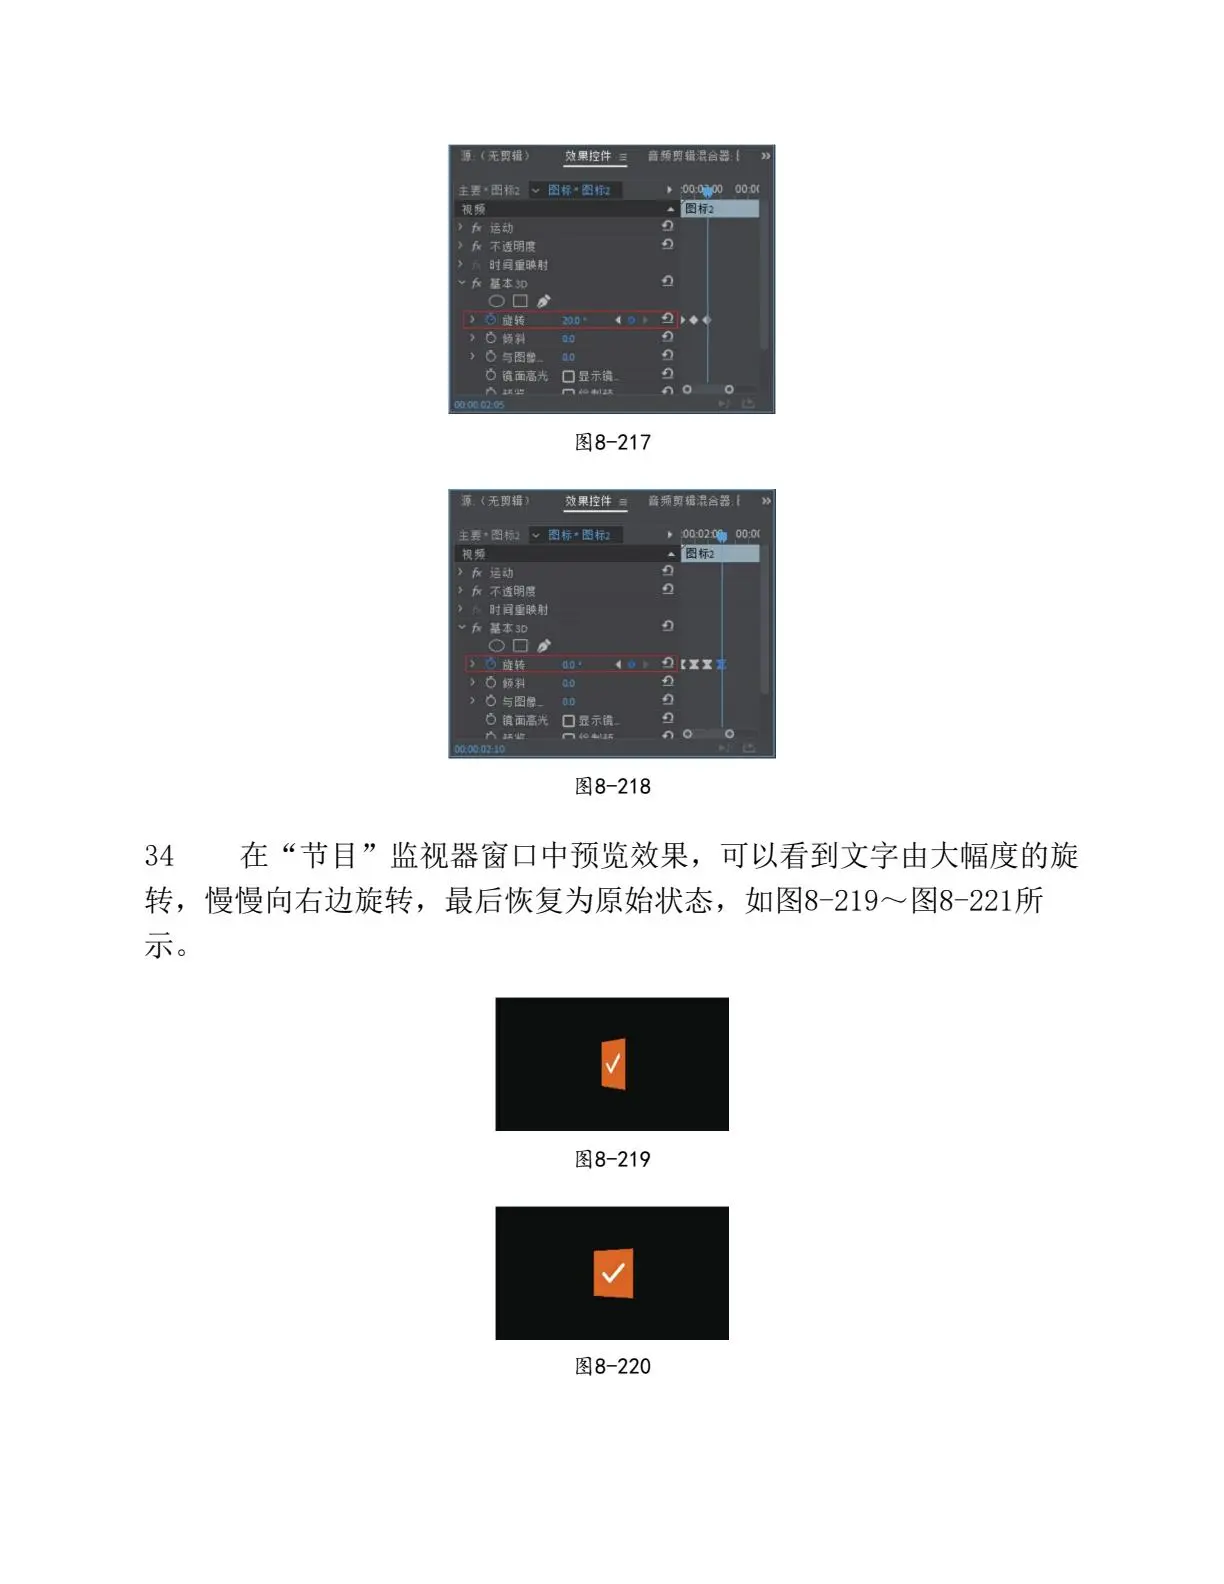 源:（无剪辑）
效果控件
音频剪辑混合器:
主要*图标2
图标*图标2
:00:02:00
00:00
视频
图标2
fx 运动
fx 不透明度
fx 时间重映射
fx 基本3D
旋转 20.0°
倾斜 0.0
与图像... 0.0
镜面高光 显示镜...
00:00:02:05
图8-217
源:（无剪辑）
效果控件
音频剪辑混合器:
主要*图标2
图标*图标2
:00:02:00
00:00
视频
图标2
fx 运动
fx 不透明度
fx 时间重映射
fx 基本3D
旋转 0.0°
倾斜 0.0
与图像... 0.0
镜面高光 显示镜...
00:00:02:10
图8-218
34 在“节目”监视器窗口中预览效果，可以看到文字由大幅度的旋
转，慢慢向右边旋转，最后恢复为原始状态，如图8-219～图8-221所
示。
图8-219
图8-220